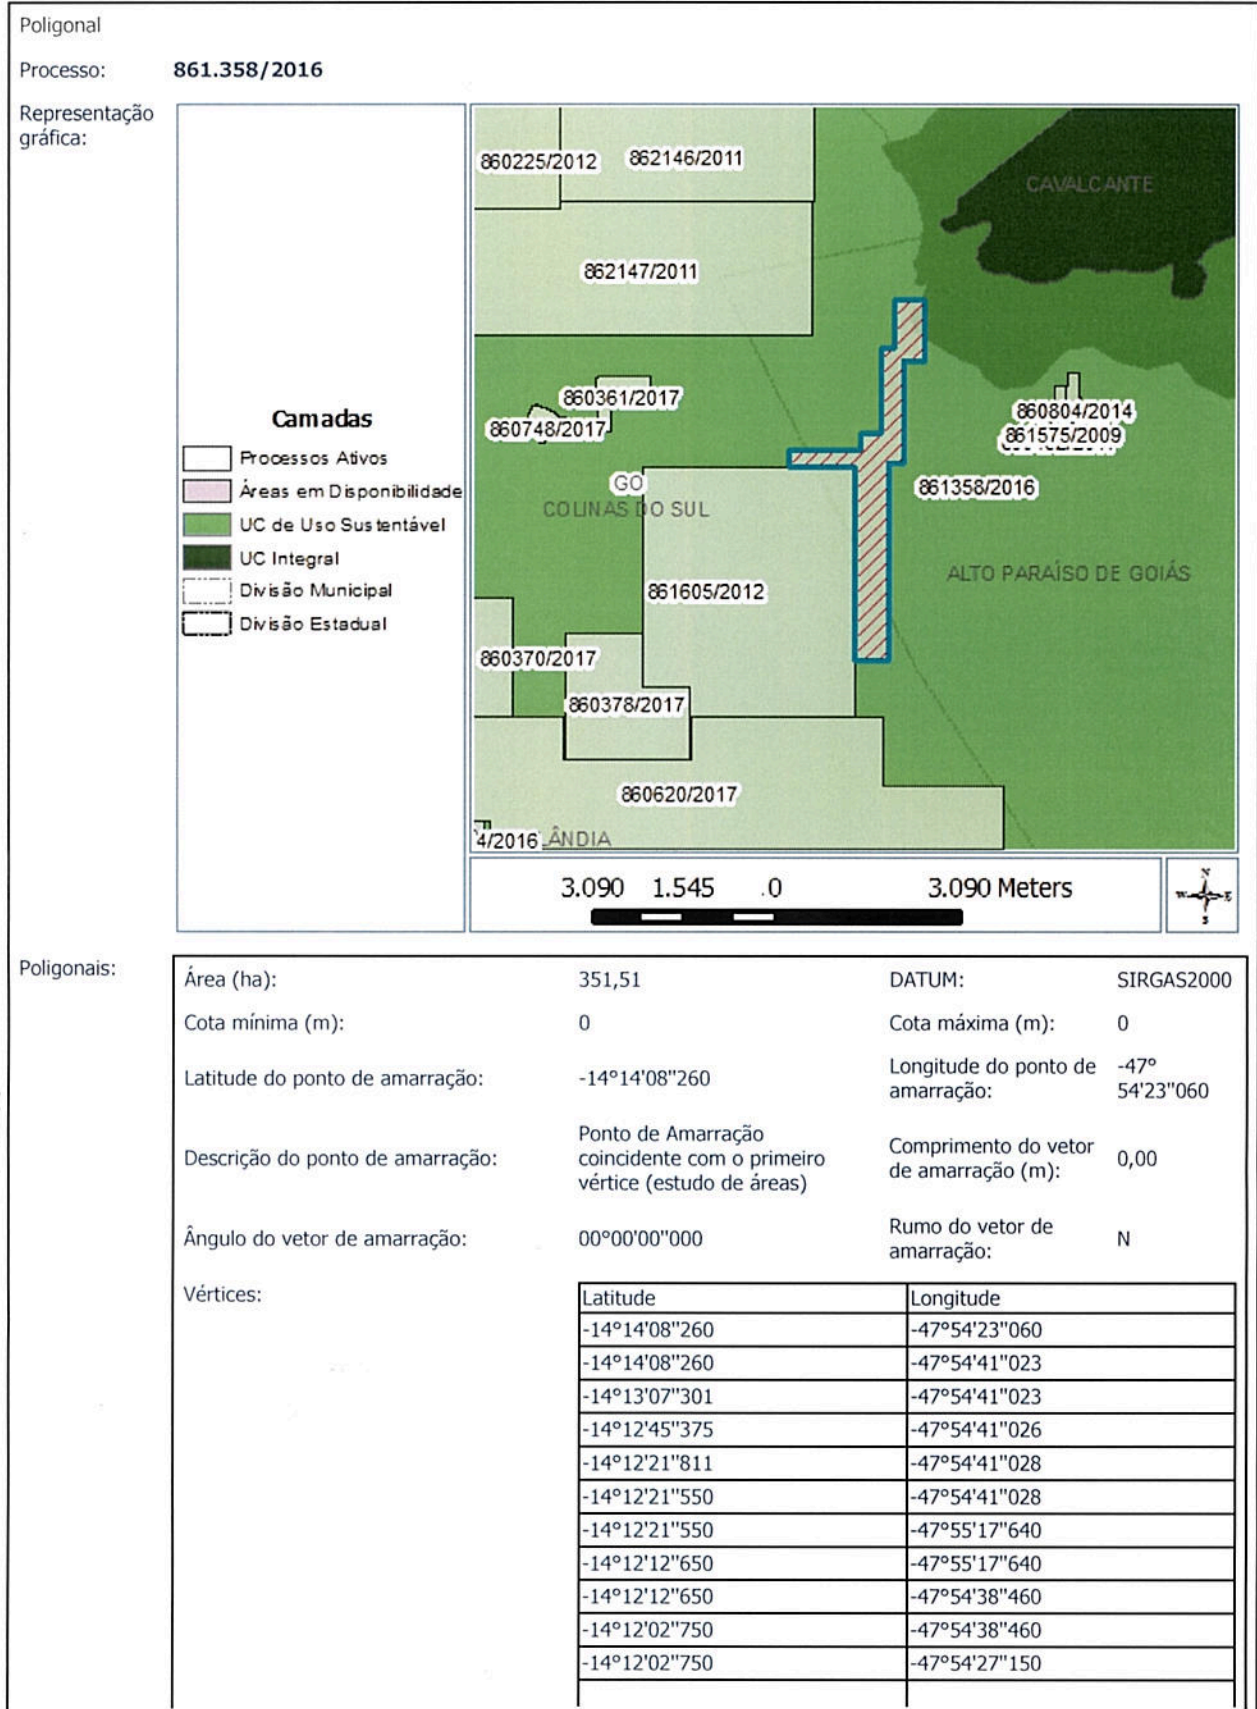 Poligonal
Processo: 861.358/2016
Representação
gráfica:
Camadas
Processos Ativos
Áreas em Disponibilidade
UC de Uso Sustentável
UC Integral
Divisão Municipal
Divisão Estadual
860225/2012 862146/2011
CAVALCANTE
862147/2011
860361/2017
860748/2017
860804/2014
861575/2009
GO
861358/2016
COLINAS DO SUL
ALTO PARAÍSO DE GOIÁS
861605/2012
860370/2017
860378/2017
860620/2017
4/2016 LÂNDIA
3.090 1.545 .0 3.090 Meters
N
W E
S
Poligonais:
Área (ha): 351,51 DATUM: SIRGAS2000
Cota mínima (m): 0 Cota máxima (m): 0
Latitude do ponto de amarração: -14°14'08"260 Longitude do ponto de amarração: -47°
54'23"060
Descrição do ponto de amarração: Ponto de Amarração
coincidente com o primeiro
vértice (estudo de áreas)
Comprimento do vetor
de amarração (m): 0,00
Ângulo do vetor de amarração: 00°00'00"000 Rumo do vetor de
amarração: N
Vértices:
Latitude Longitude
-14°14'08"260 -47°54'23"060
-14°14'08"260 -47°54'41"023
-14°13'07"301 -47°54'41"023
-14°12'45"375 -47°54'41"026
-14°12'21"811 -47°54'41"028
-14°12'21"550 -47°54'41"028
-14°12'21"550 -47°55'17"640
-14°12'12"650 -47°55'17"640
-14°12'12"650 -47°54'38"460
-14°12'02"750 -47°54'38"460
-14°12'02"750 -47°54'27"150